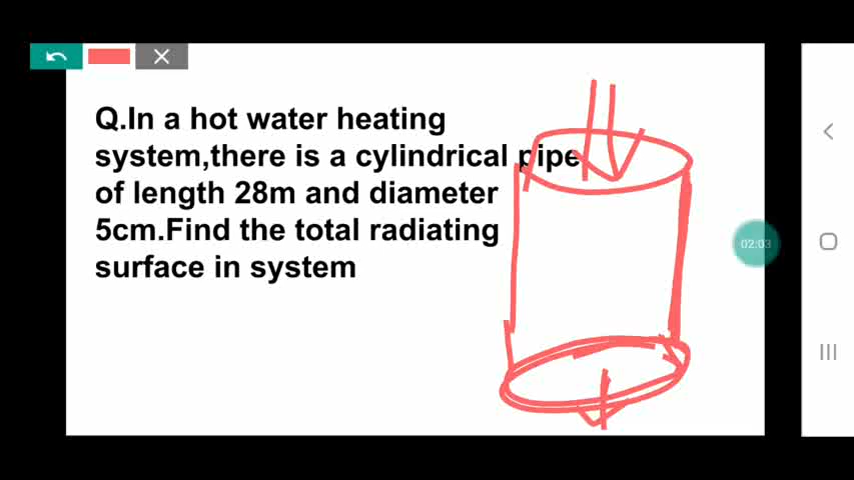 Q.In a hot water heating
system,there is a cylindrical pipe
of length 28m and diameter
5cm.Find the total radiating
surface in system
02:03